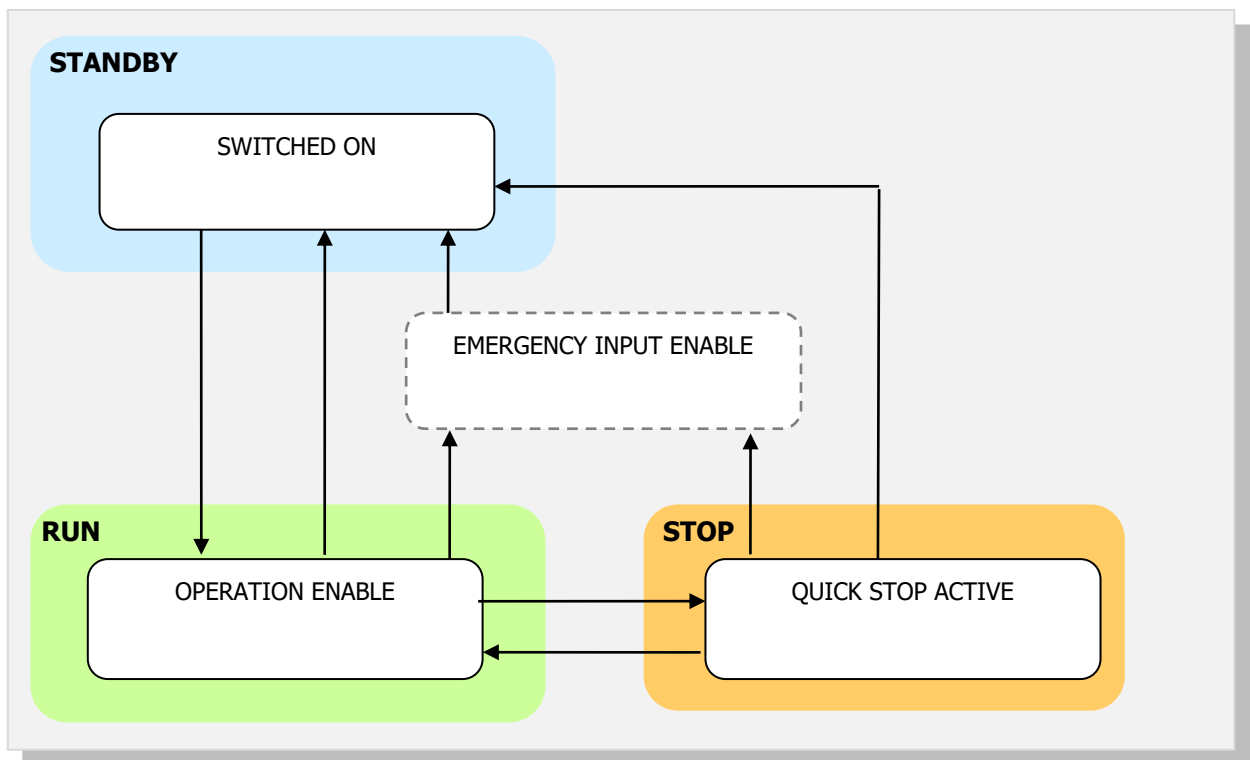 STANDBY
SWITCHED ON
EMERGENCY INPUT ENABLE
RUN
OPERATION ENABLE
STOP
QUICK STOP ACTIVE